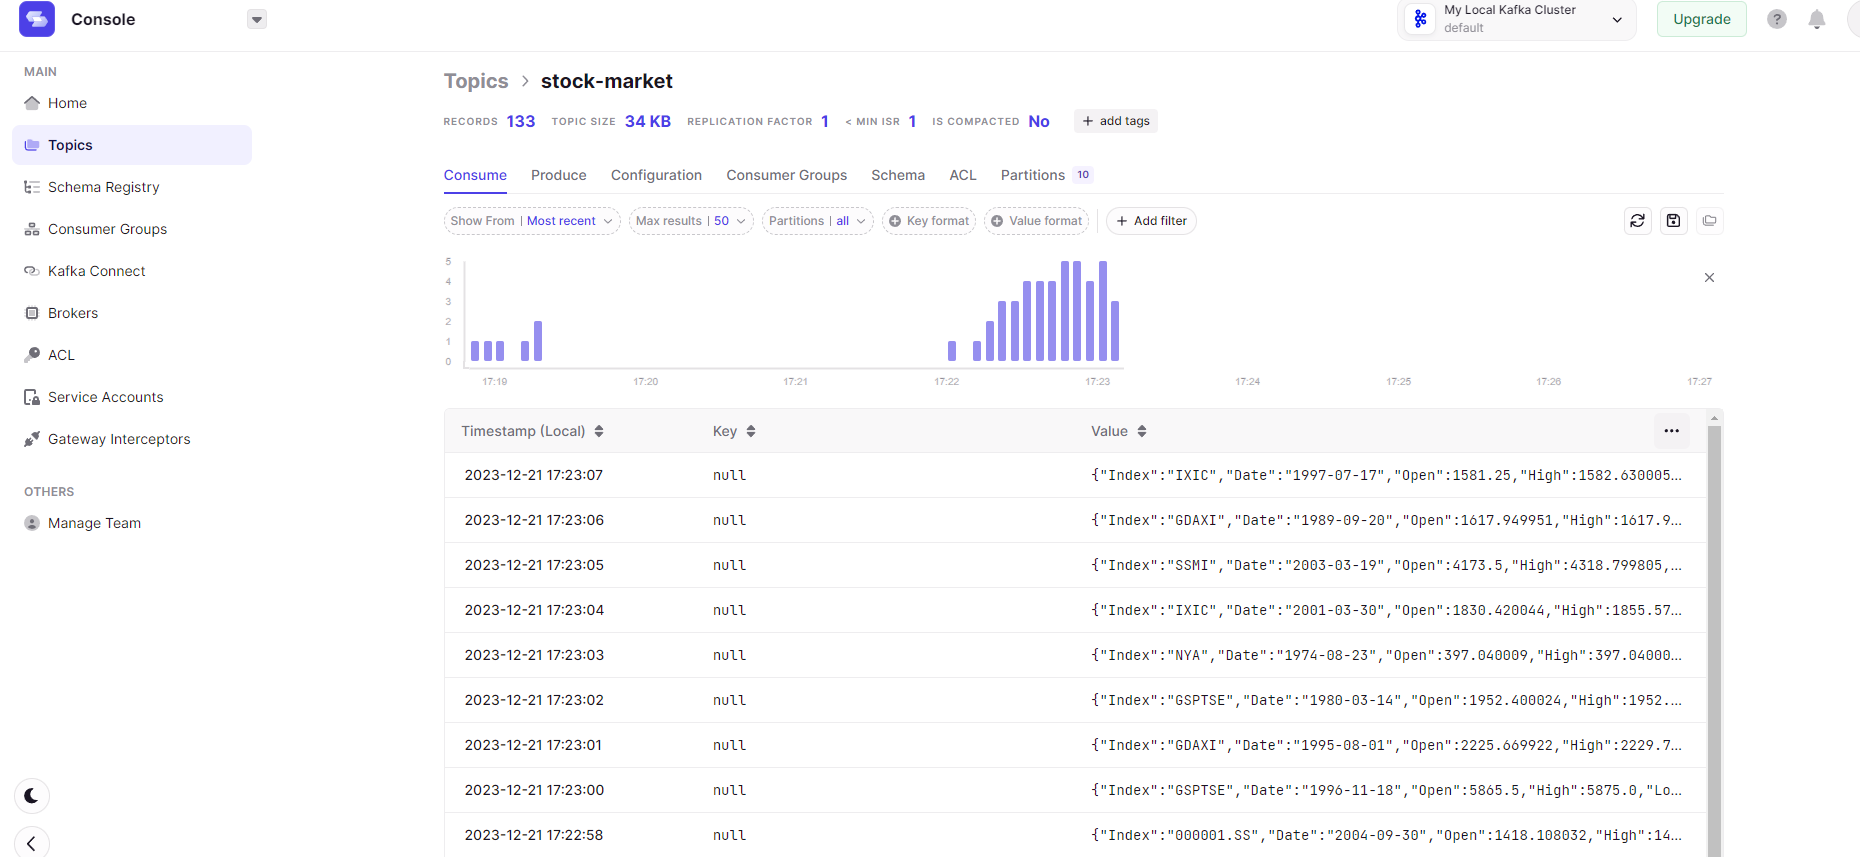 Console
My Local Kafka Cluster
default
Upgrade
?
MAIN
Home
Topics
Schema Registry
Consumer Groups
Kafka Connect
Brokers
ACL
Service Accounts
Gateway Interceptors
OTHERS
Manage Team
Topics > stock-market
RECORDS 133 TOPIC SIZE 34 KB REPLICATION FACTOR 1 < MIN ISR 1 IS COMPACTED No + add tags
Consume Produce Configuration Consumer Groups Schema ACL Partitions 10
Show From | Most recent Max results | 50 Partitions | all Key format Value format + Add filter
5
4
3
2
1
0
17:19 17:20 17:21 17:22 17:23 17:24 17:25 17:26 17:27
Timestamp (Local) Key Value ...
2023-12-21 17:23:07 null {"Index":"IXIC","Date":"1997-07-17","Open":1581.25,"High":1582.630005...
2023-12-21 17:23:06 null {"Index":"GDAXI","Date":"1989-09-20","Open":1617.949951,"High":1617.9...
2023-12-21 17:23:05 null {"Index":"SSMI","Date":"2003-03-19","Open":4173.5,"High":4318.799805,...
2023-12-21 17:23:04 null {"Index":"IXIC","Date":"2001-03-30","Open":1830.420044,"High":1855.57...
2023-12-21 17:23:03 null {"Index":"NYA","Date":"1974-08-23","Open":397.040009,"High":397.04000...
2023-12-21 17:23:02 null {"Index":"GSPTSE","Date":"1980-03-14","Open":1952.400024,"High":1952....
2023-12-21 17:23:01 null {"Index":"GDAXI","Date":"1995-08-01","Open":2225.669922,"High":2229.7...
2023-12-21 17:23:00 null {"Index":"GSPTSE","Date":"1996-11-18","Open":5865.5,"High":5875.0,"Lo...
2023-12-21 17:22:58 null {"Index":"000001.SS","Date":"2004-09-30","Open":1418.108032,"High":14...